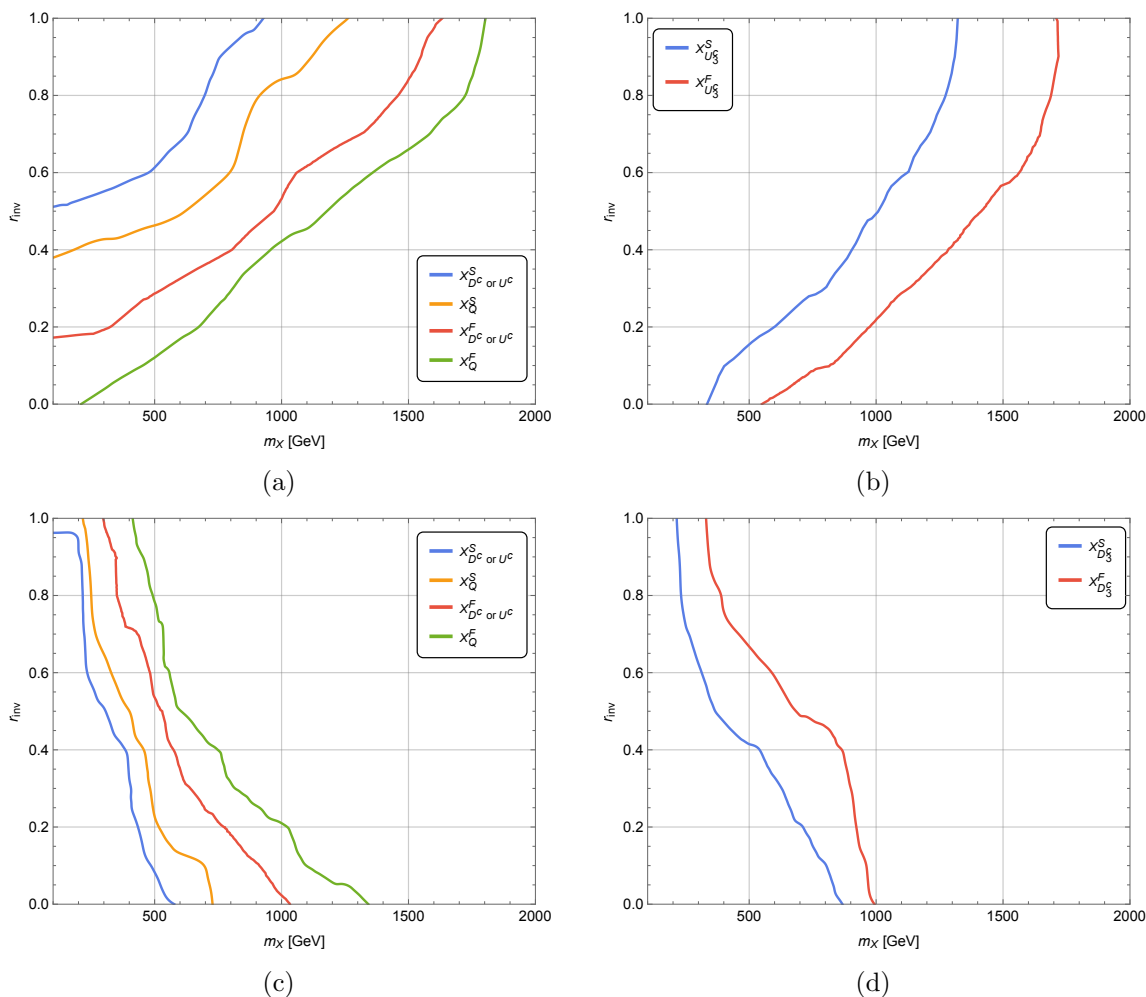 1.0
0.8
0.6
0.4
0.2
0.0
r_inv
500 1000 1500 2000
m_X [GeV]
X^S_{D^c or U^c}
X^S_Q
X^F_{D^c or U^c}
X^F_Q
(a)
1.0
0.8
0.6
0.4
0.2
0.0
r_inv
500 1000 1500 2000
m_X [GeV]
X^S_{U^c_3}
X^F_{U^c_3}
(b)
1.0
0.8
0.6
0.4
0.2
0.0
r_inv
500 1000 1500 2000
m_X [GeV]
X^S_{D^c or U^c}
X^S_Q
X^F_{D^c or U^c}
X^F_Q
(c)
1.0
0.8
0.6
0.4
0.2
0.0
r_inv
500 1000 1500 2000
m_X [GeV]
X^S_{D^c_3}
X^F_{D^c_3}
(d)